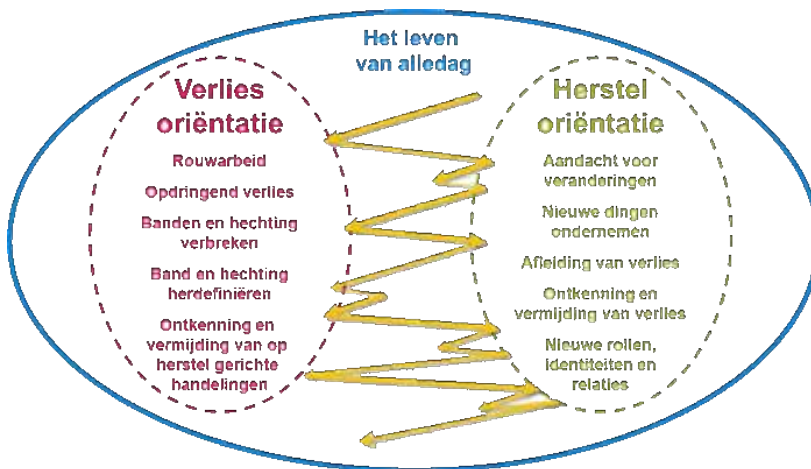 Het leven
van alledag
Verlies
oriëntatie
Rouwarbeid
Opdringend verlies
Banden en hechting
verbreken
Band en hechting
herdefiniëren
Ontkenning en
vermijding van op
herstel gerichte
handelingen
Herstel
oriëntatie
Aandacht voor
veranderingen
Nieuwe dingen
ondernemen
Afleiding van verlies
Ontkenning en
vermijding van verlies
Nieuwe rollen,
identiteiten en
relaties